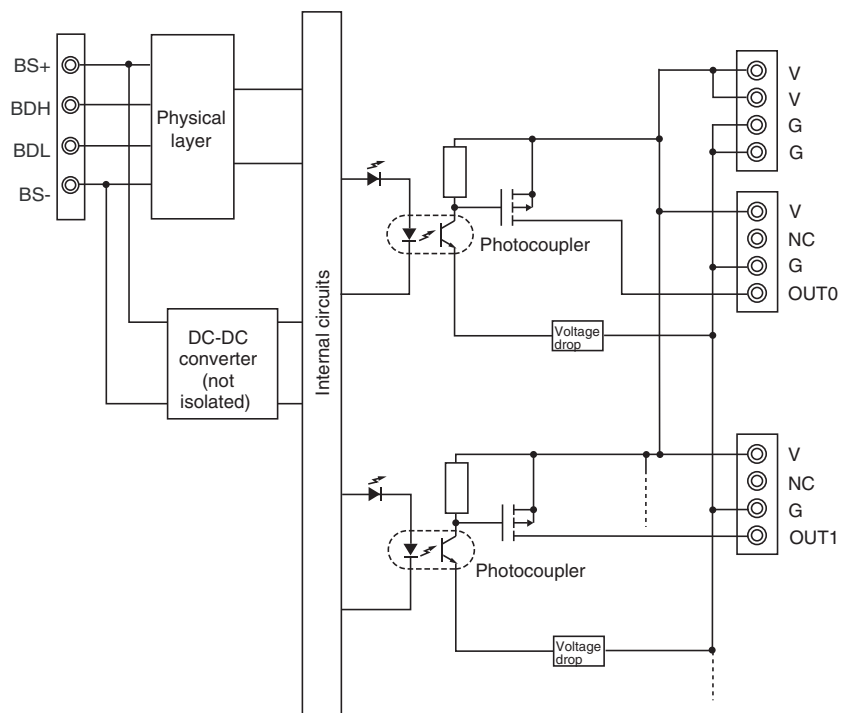 BS+
BDH
BDL
BS-
Physical
layer
DC-DC
converter
(not
isolated)
Internal circuits
Photocoupler
Voltage
drop
V
V
G
G
V
NC
G
OUT0
Photocoupler
Voltage
drop
V
NC
G
OUT1